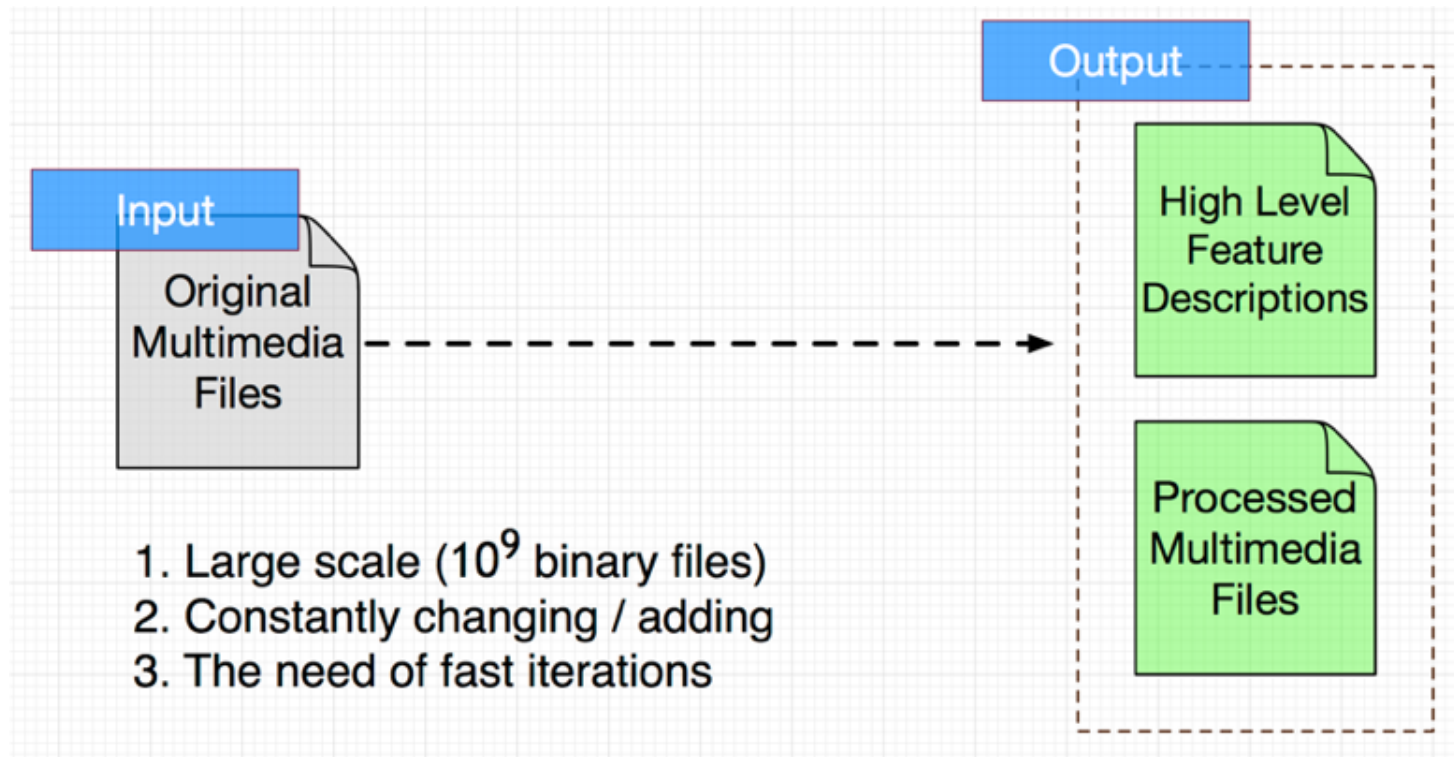 Input
Original
Multimedia
Files
Output
High Level
Feature
Descriptions
Processed
Multimedia
Files
1. Large scale (10⁹ binary files)
2. Constantly changing / adding
3. The need of fast iterations